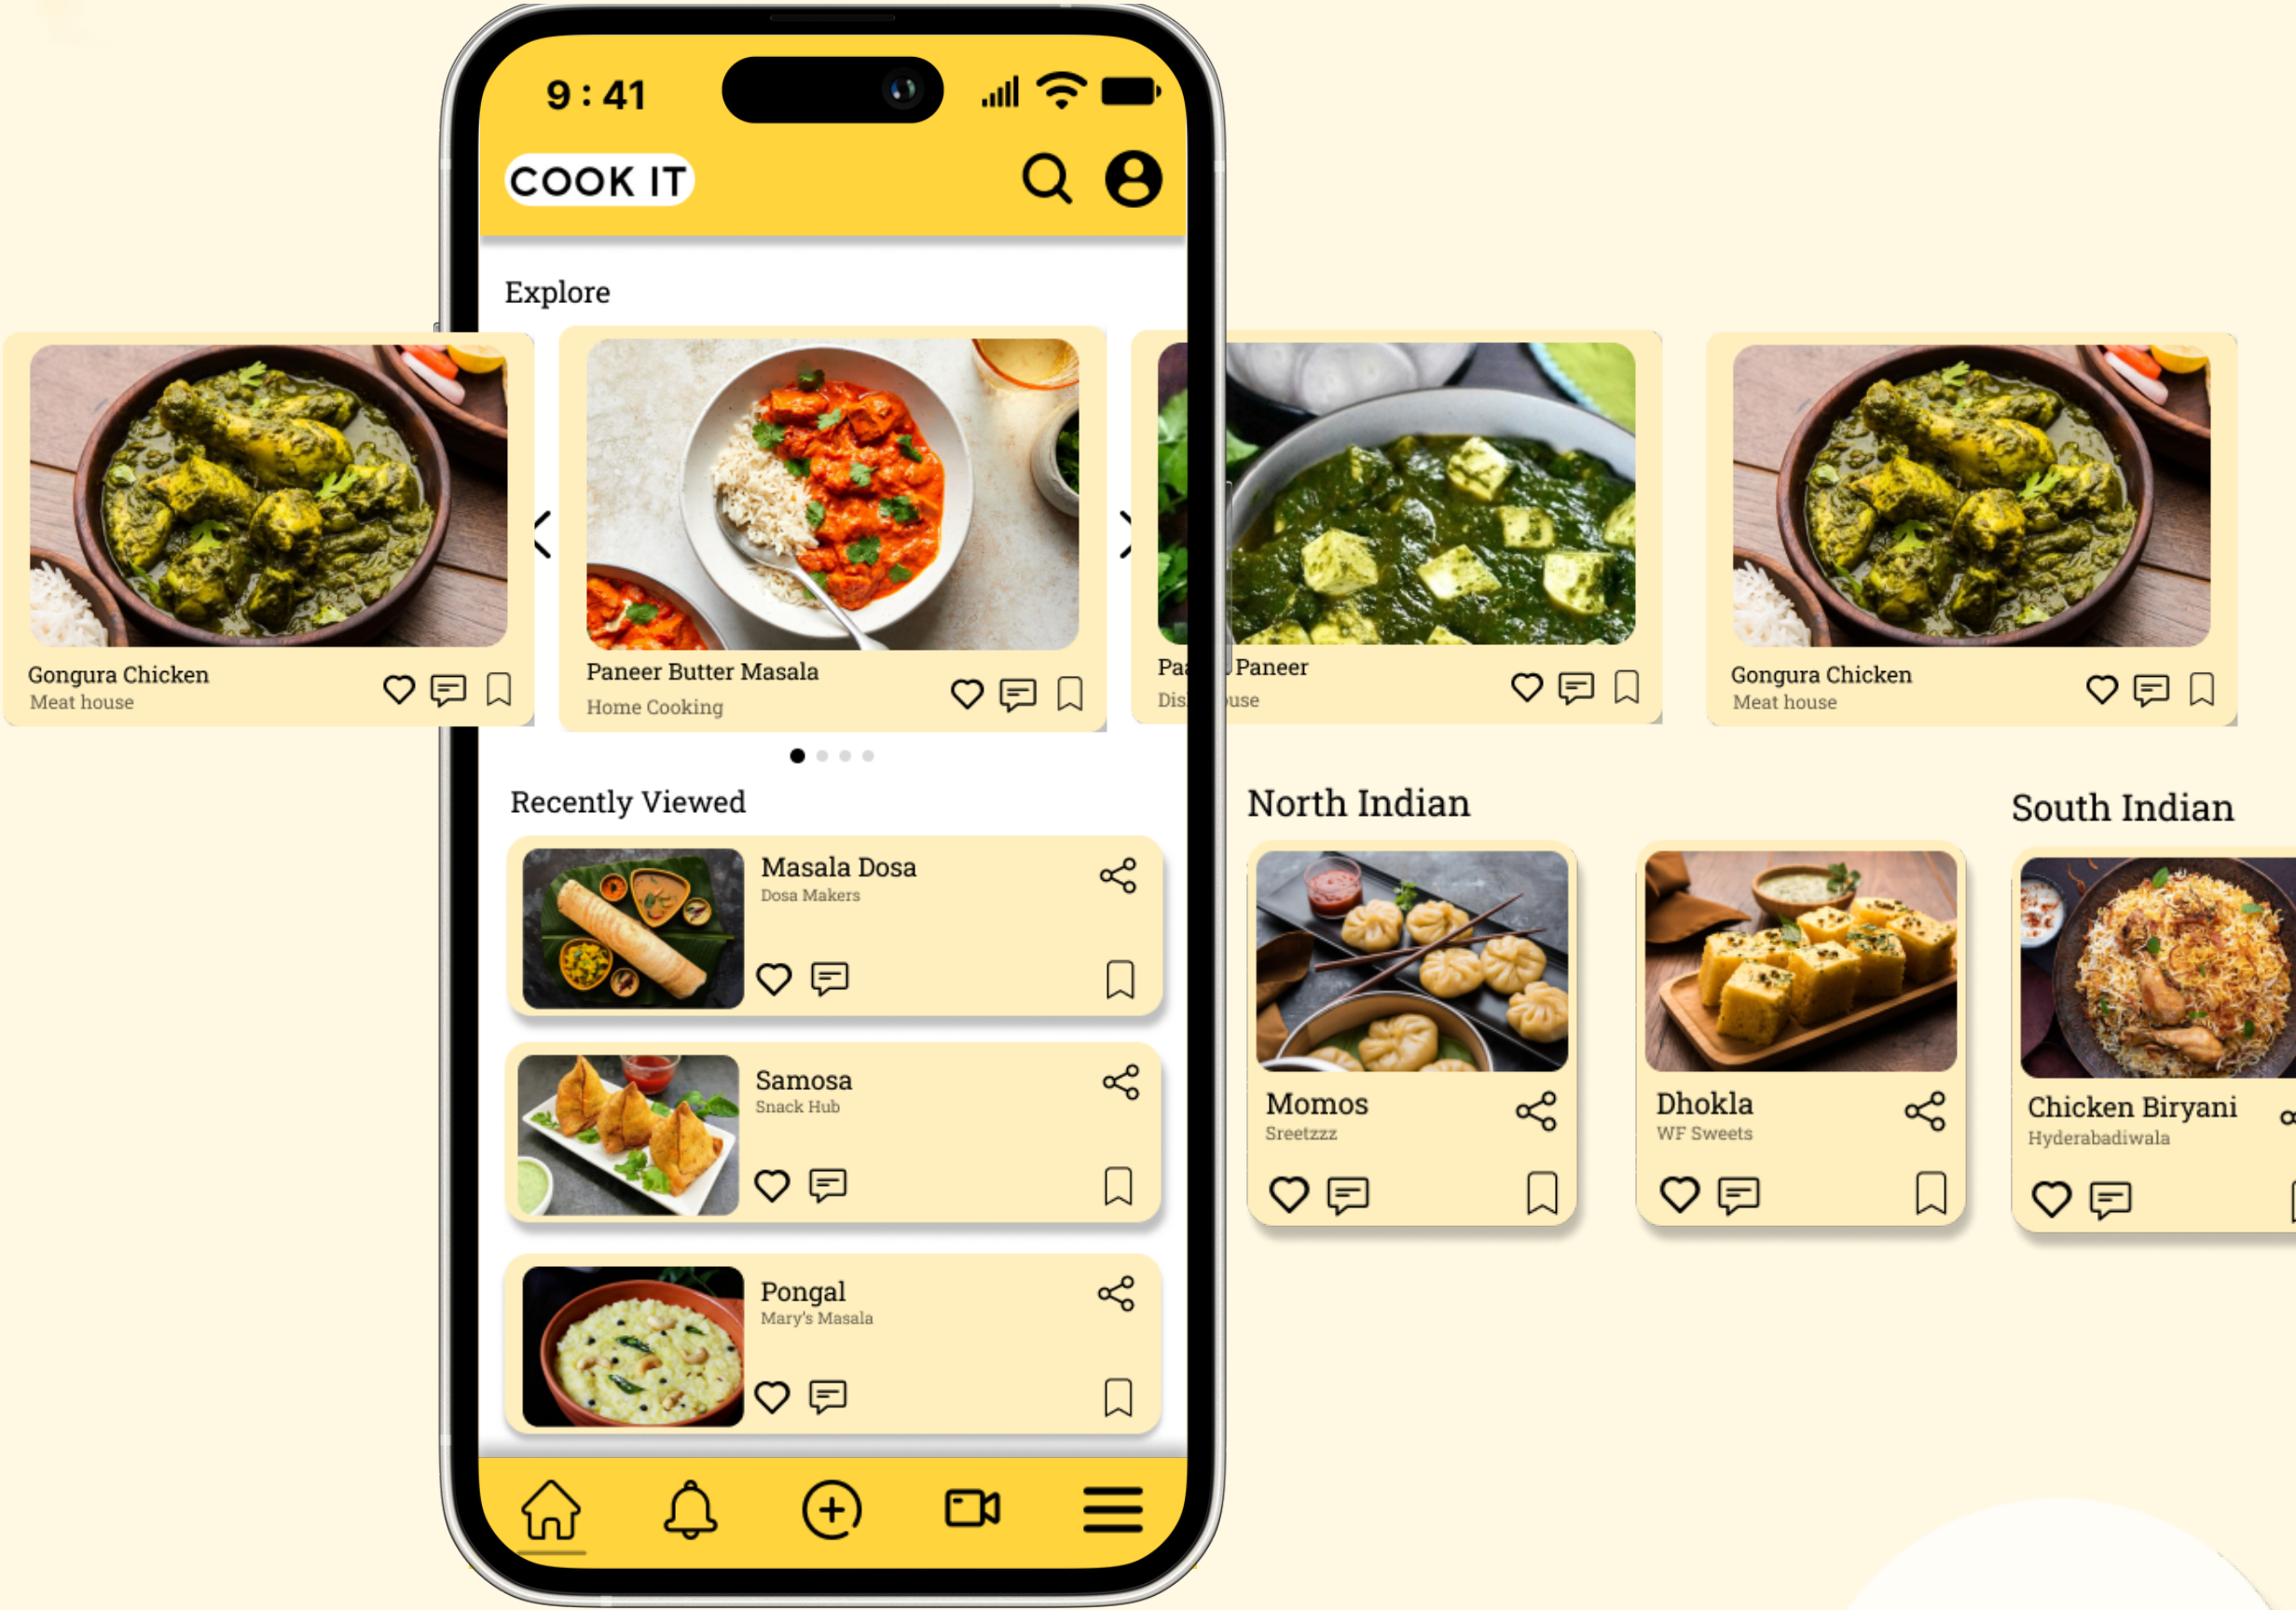 9:41
COOK IT
Explore
Gongura Chicken
Meat house
Paneer Butter Masala
Home Cooking
Paneer
Gongura Chicken
Meat house
Recently Viewed
Masala Dosa
Dosa Makers
Samosa
Snack Hub
Pongal
Mary's Masala
North Indian
Momos
Sreetzzz
Dhokla
WF Sweets
South Indian
Chicken Biryani
Hyderabadiwala